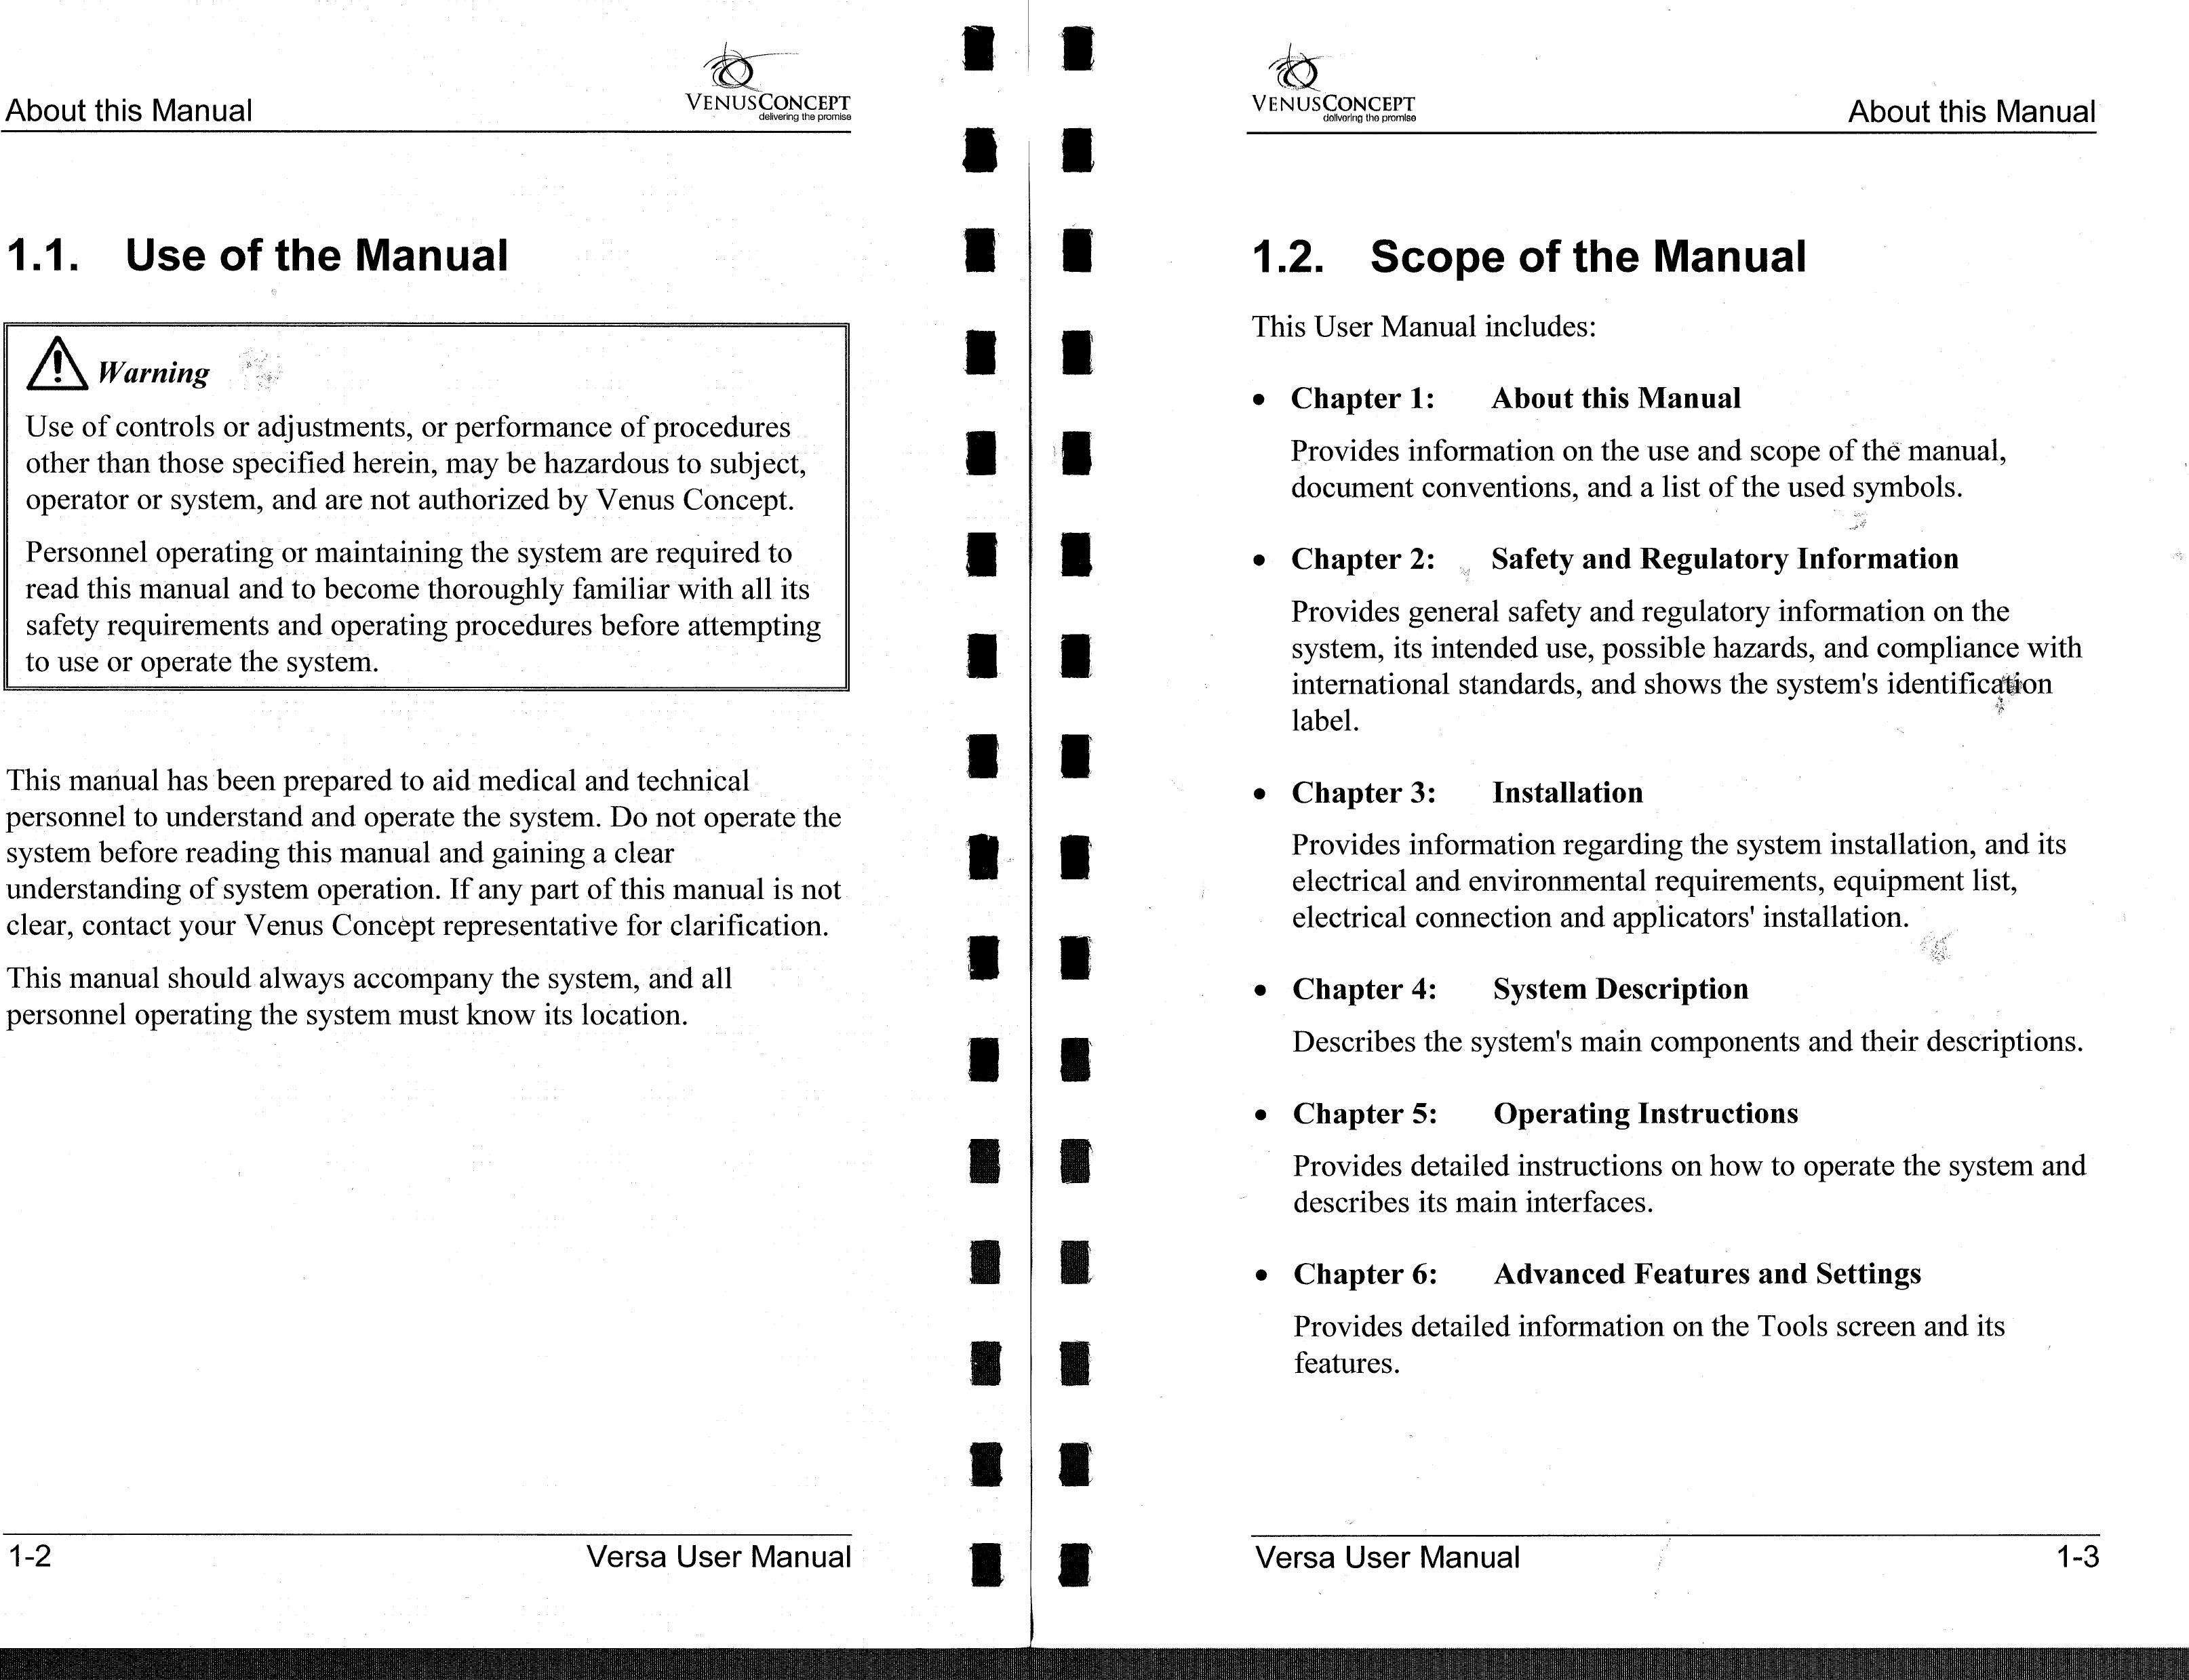 About this Manual
VENUSCONCEPT
delivering the promise
1.1. Use of the Manual
Warning
Use of controls or adjustments, or performance of procedures
other than those specified herein, may be hazardous to subject,
operator or system, and are not authorized by Venus Concept.
Personnel operating or maintaining the system are required to
read this manual and to become thoroughly familiar with all its
safety requirements and operating procedures before attempting
to use or operate the system.
This manual has been prepared to aid medical and technical
personnel to understand and operate the system. Do not operate the
system before reading this manual and gaining a clear
understanding of system operation. If any part of this manual is not
clear, contact your Venus Concept representative for clarification.
This manual should always accompany the system, and all
personnel operating the system must know its location.
1-2 Versa User Manual
VENUSCONCEPT
delivering the promise
About this Manual
1.2. Scope of the Manual
This User Manual includes:
• Chapter 1: About this Manual
Provides information on the use and scope of the manual,
document conventions, and a list of the used symbols.
• Chapter 2: Safety and Regulatory Information
Provides general safety and regulatory information on the
system, its intended use, possible hazards, and compliance with
international standards, and shows the system's identification
label.
• Chapter 3: Installation
Provides information regarding the system installation, and its
electrical and environmental requirements, equipment list,
electrical connection and applicators' installation.
• Chapter 4: System Description
Describes the system's main components and their descriptions.
• Chapter 5: Operating Instructions
Provides detailed instructions on how to operate the system and
describes its main interfaces.
• Chapter 6: Advanced Features and Settings
Provides detailed information on the Tools screen and its
features.
Versa User Manual 1-3